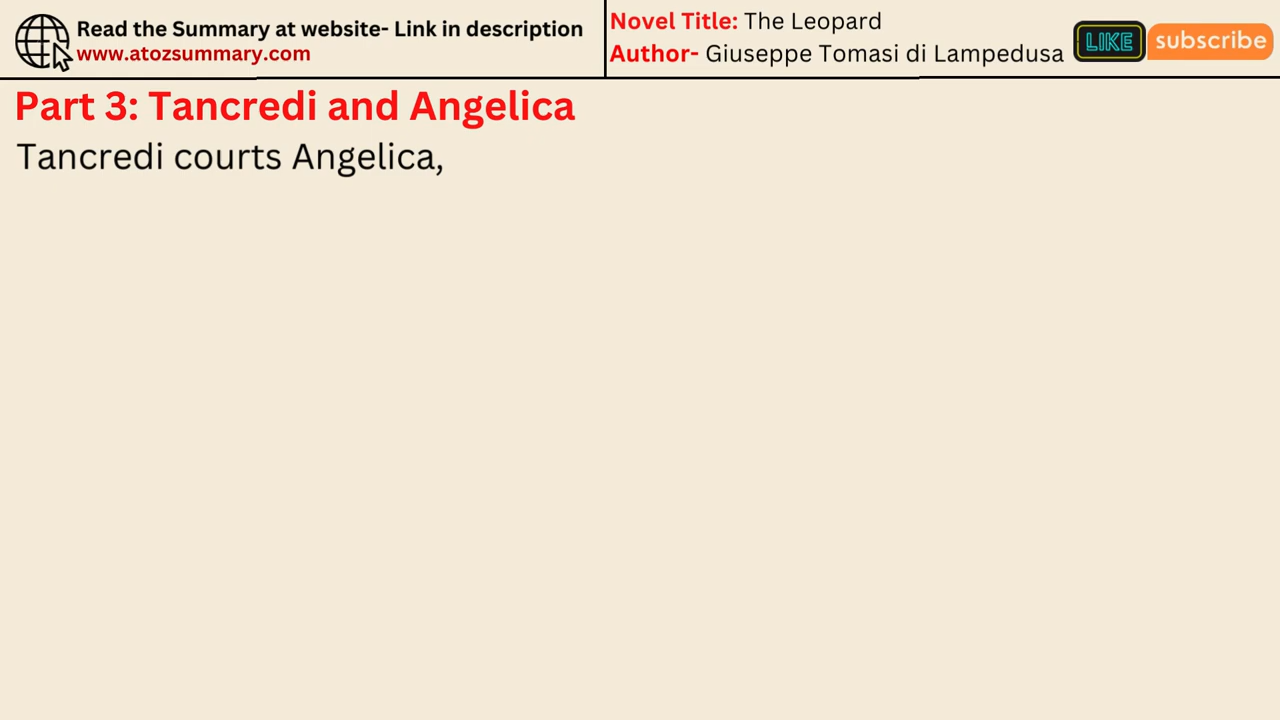 Read the Summary at website- Link in description
www.atozsummary.com
Novel Title: The Leopard
Author- Giuseppe Tomasi di Lampedusa
LIKE
subscribe
Part 3: Tancredi and Angelica
Tancredi courts Angelica,